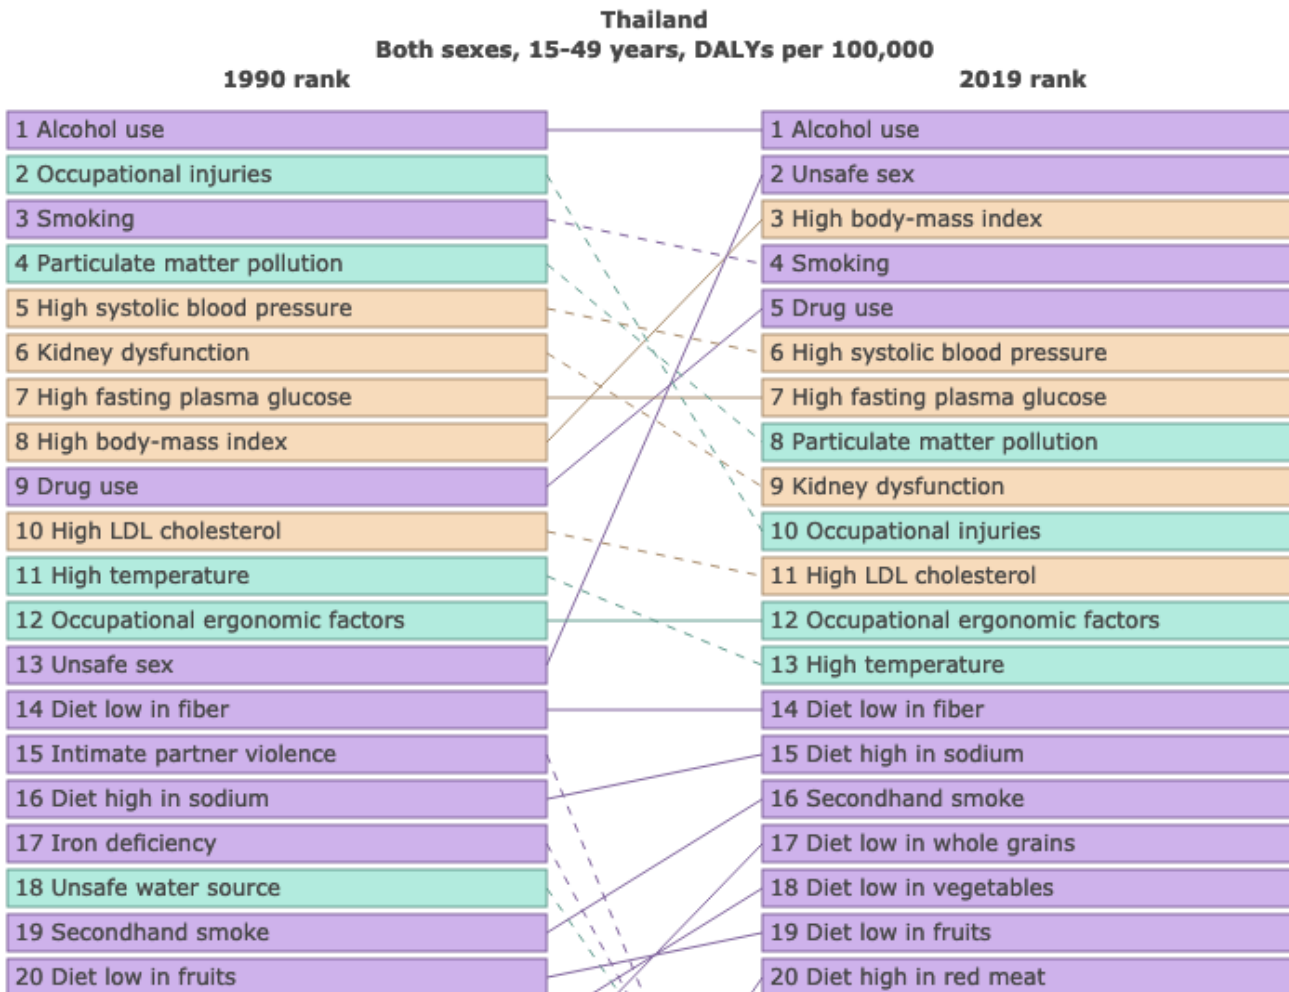 Thailand
Both sexes, 15-49 years, DALYs per 100,000
1990 rank
2019 rank
1 Alcohol use
2 Occupational injuries
3 Smoking
4 Particulate matter pollution
5 High systolic blood pressure
6 Kidney dysfunction
7 High fasting plasma glucose
8 High body-mass index
9 Drug use
10 High LDL cholesterol
11 High temperature
12 Occupational ergonomic factors
13 Unsafe sex
14 Diet low in fiber
15 Intimate partner violence
16 Diet high in sodium
17 Iron deficiency
18 Unsafe water source
19 Secondhand smoke
20 Diet low in fruits
1 Alcohol use
2 Unsafe sex
3 High body-mass index
4 Smoking
5 Drug use
6 High systolic blood pressure
7 High fasting plasma glucose
8 Particulate matter pollution
9 Kidney dysfunction
10 Occupational injuries
11 High LDL cholesterol
12 Occupational ergonomic factors
13 High temperature
14 Diet low in fiber
15 Diet high in sodium
16 Secondhand smoke
17 Diet low in whole grains
18 Diet low in vegetables
19 Diet low in fruits
20 Diet high in red meat